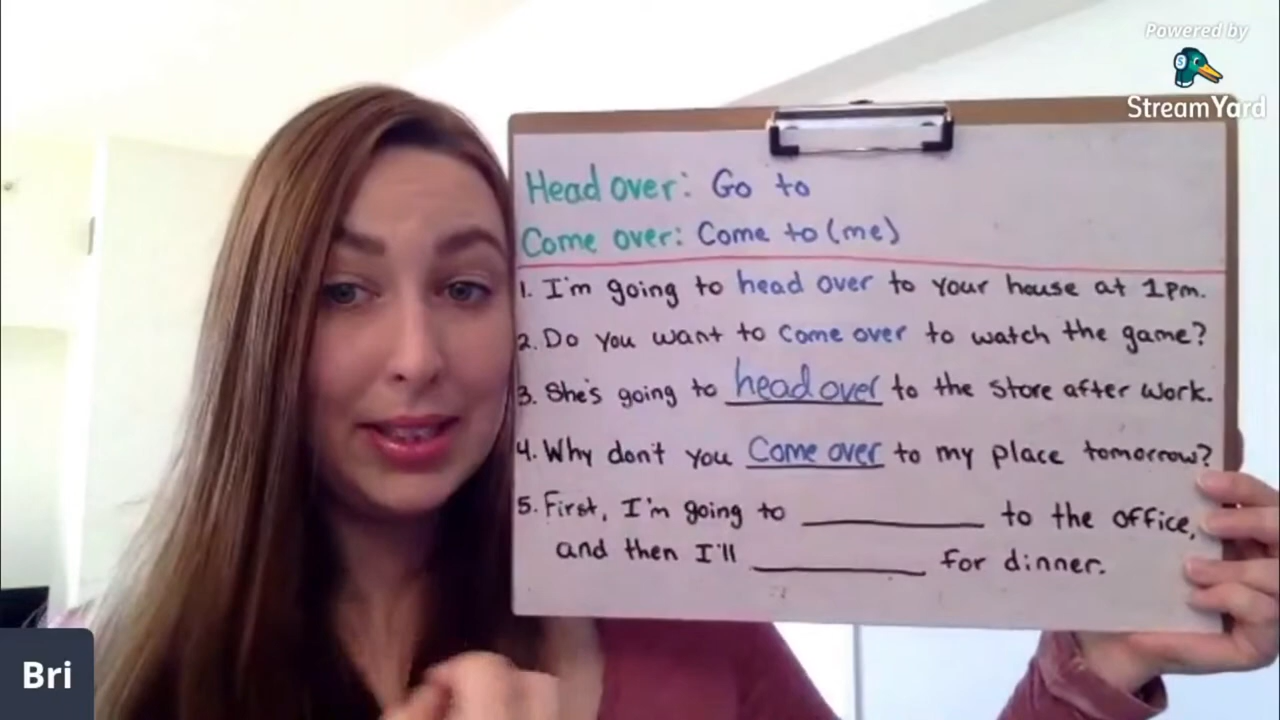 Powered by
StreamYard
Head over: Go to
Come over: Come to (me)
1. I'm going to head over to your house at 1pm.
2. Do you want to come over to watch the game?
3. She's going to head over to the store after work.
4. Why don't you Come over to my place tomorrow?
5. First, I'm going to __________ to the office,
and then I'll __________ for dinner.
Bri